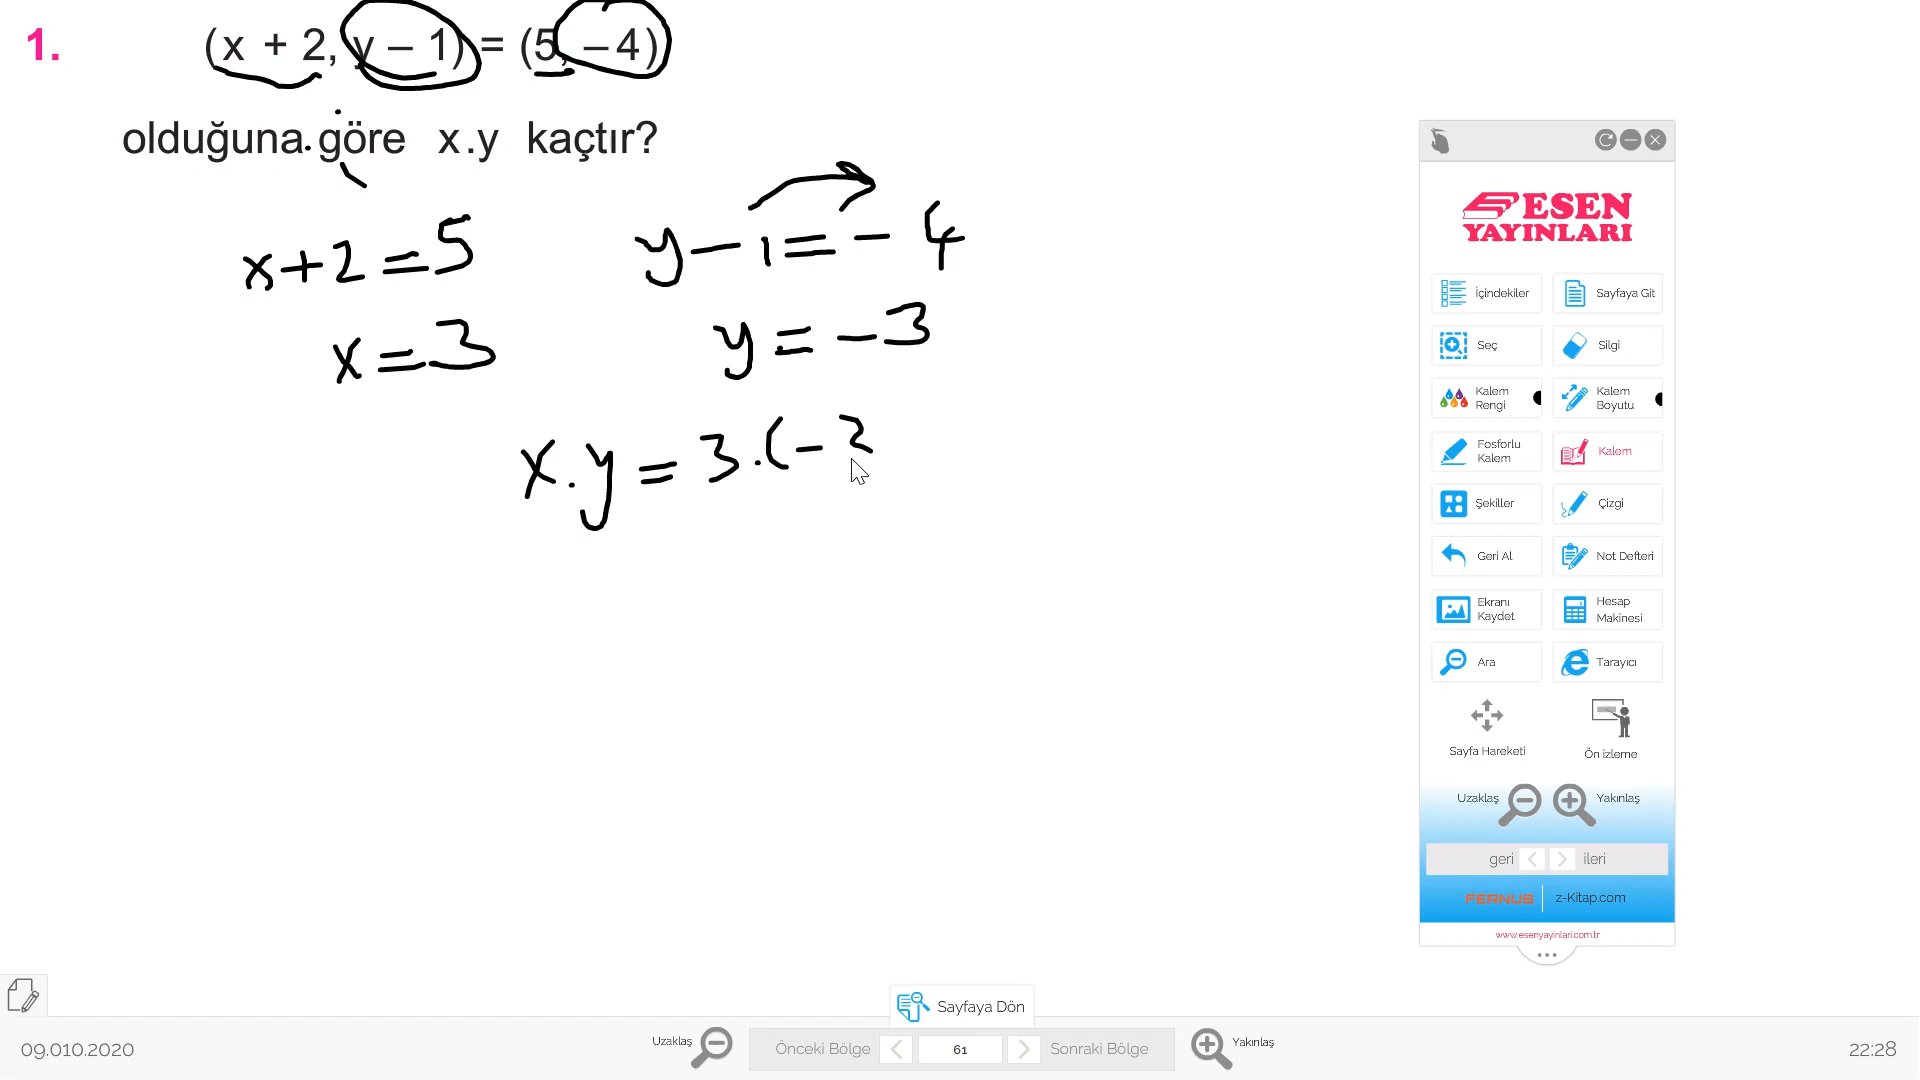 1.
(x + 2, y – 1) = (5, –4)
olduğuna göre x.y kaçtır?
x+2=5
y-1=-4
x=3
y=-3
x.y=3.(-
ESEN
YAYINLARI
İçindekiler
Sayfaya Git
Seç
Silgi
Kalem
Rengi
Kalem
Boyutu
Fosforlu
Kalem
Kalem
Şekiller
Çizgi
Geri Al
Not Defteri
Ekranı
Kaydet
Hesap
Makinesi
Ara
Tarayıcı
Sayfa Hareketi
Ön izleme
Uzaklaş
Yakınlaş
geri
ileri
FERNUS
z-Kitap.com
www.esenyayinlari.com.tr
Sayfaya Dön
09.010.2020
Uzaklaş
Önceki Bölge
61
Sonraki Bölge
Yakınlaş
22:28